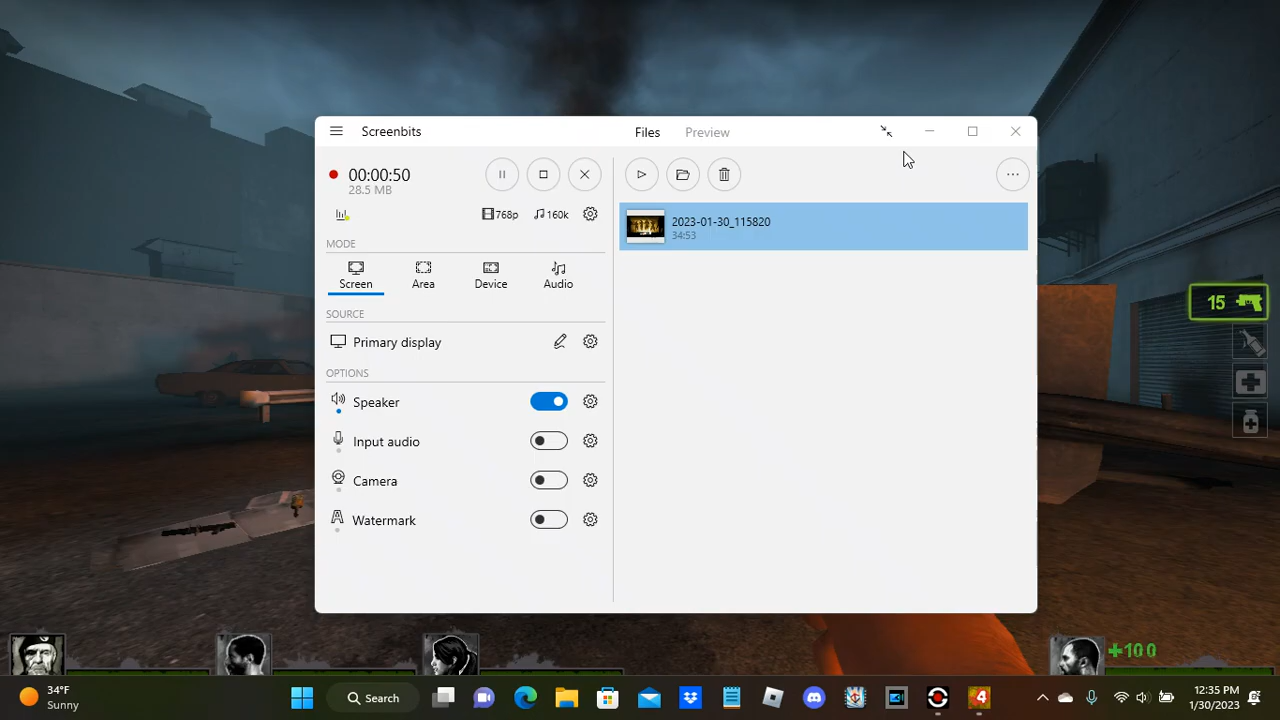 Screenbits
Files Preview
00:00:50
28.5 MB
768p 160k
MODE
Screen Area Device Audio
SOURCE
Primary display
OPTIONS
Speaker
Input audio
Camera
Watermark
2023-01-30_115820
34:53
15
+100
34°F
Sunny
Search
4
12:35 PM
1/30/2023